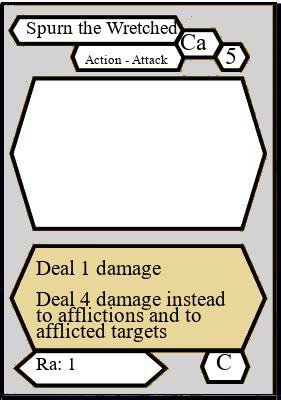 Spurn the Wretched
Ca
Action - Attack
5
Deal 1 damage
Deal 4 damage instead
to afflictions and to
afflicted targets
Ra: 1
C